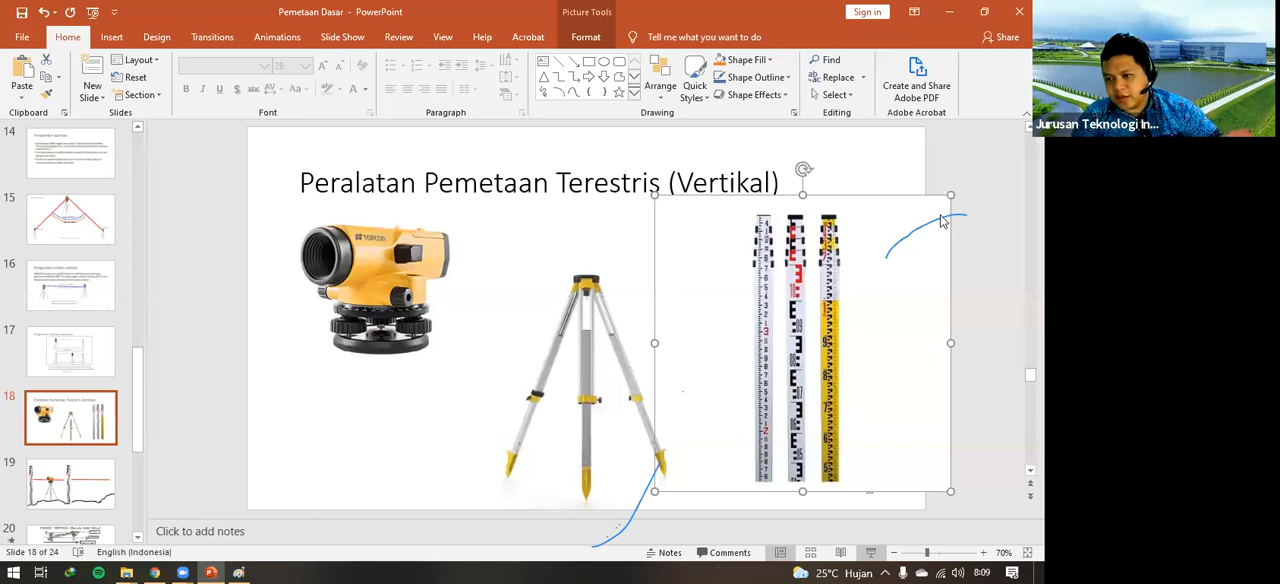 Pemetaan Dasar - PowerPoint
Picture Tools
Sign in
File
Home
Insert
Design
Transitions
Animations
Slide Show
Review
View
Help
Acrobat
Format
Tell me what you want to do
Share
Paste
New
Slide
Layout
Reset
Section
26
B I U S abc AV Aa A
Arrange
Quick
Styles
Shape Fill
Shape Outline
Shape Effects
Find
Replace
Select
Create and Share
Adobe PDF
Clipboard
Slides
Font
Paragraph
Drawing
Editing
Adobe Acrobat
Jurusan Teknologi In...
14
15
16
17
18
19
20
Peralatan Pemetaan Terestris (Vertikal)
TOPCON
Click to add notes
Slide 18 of 24
English (Indonesia)
Notes
Comments
70%
25°C Hujan
8:09